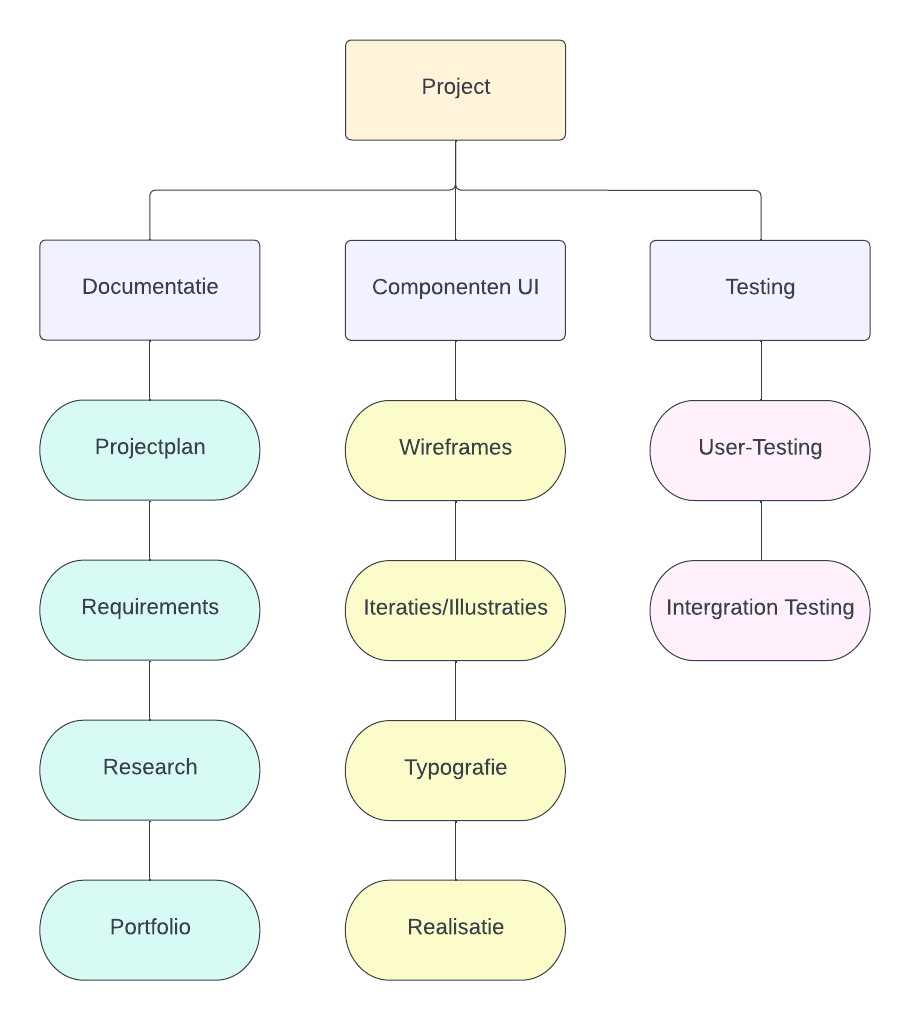 Project
Documentatie
Componenten UI
Testing
Projectplan
Wireframes
User-Testing
Requirements
Iteraties/Illustraties
Intergration Testing
Research
Typografie
Portfolio
Realisatie